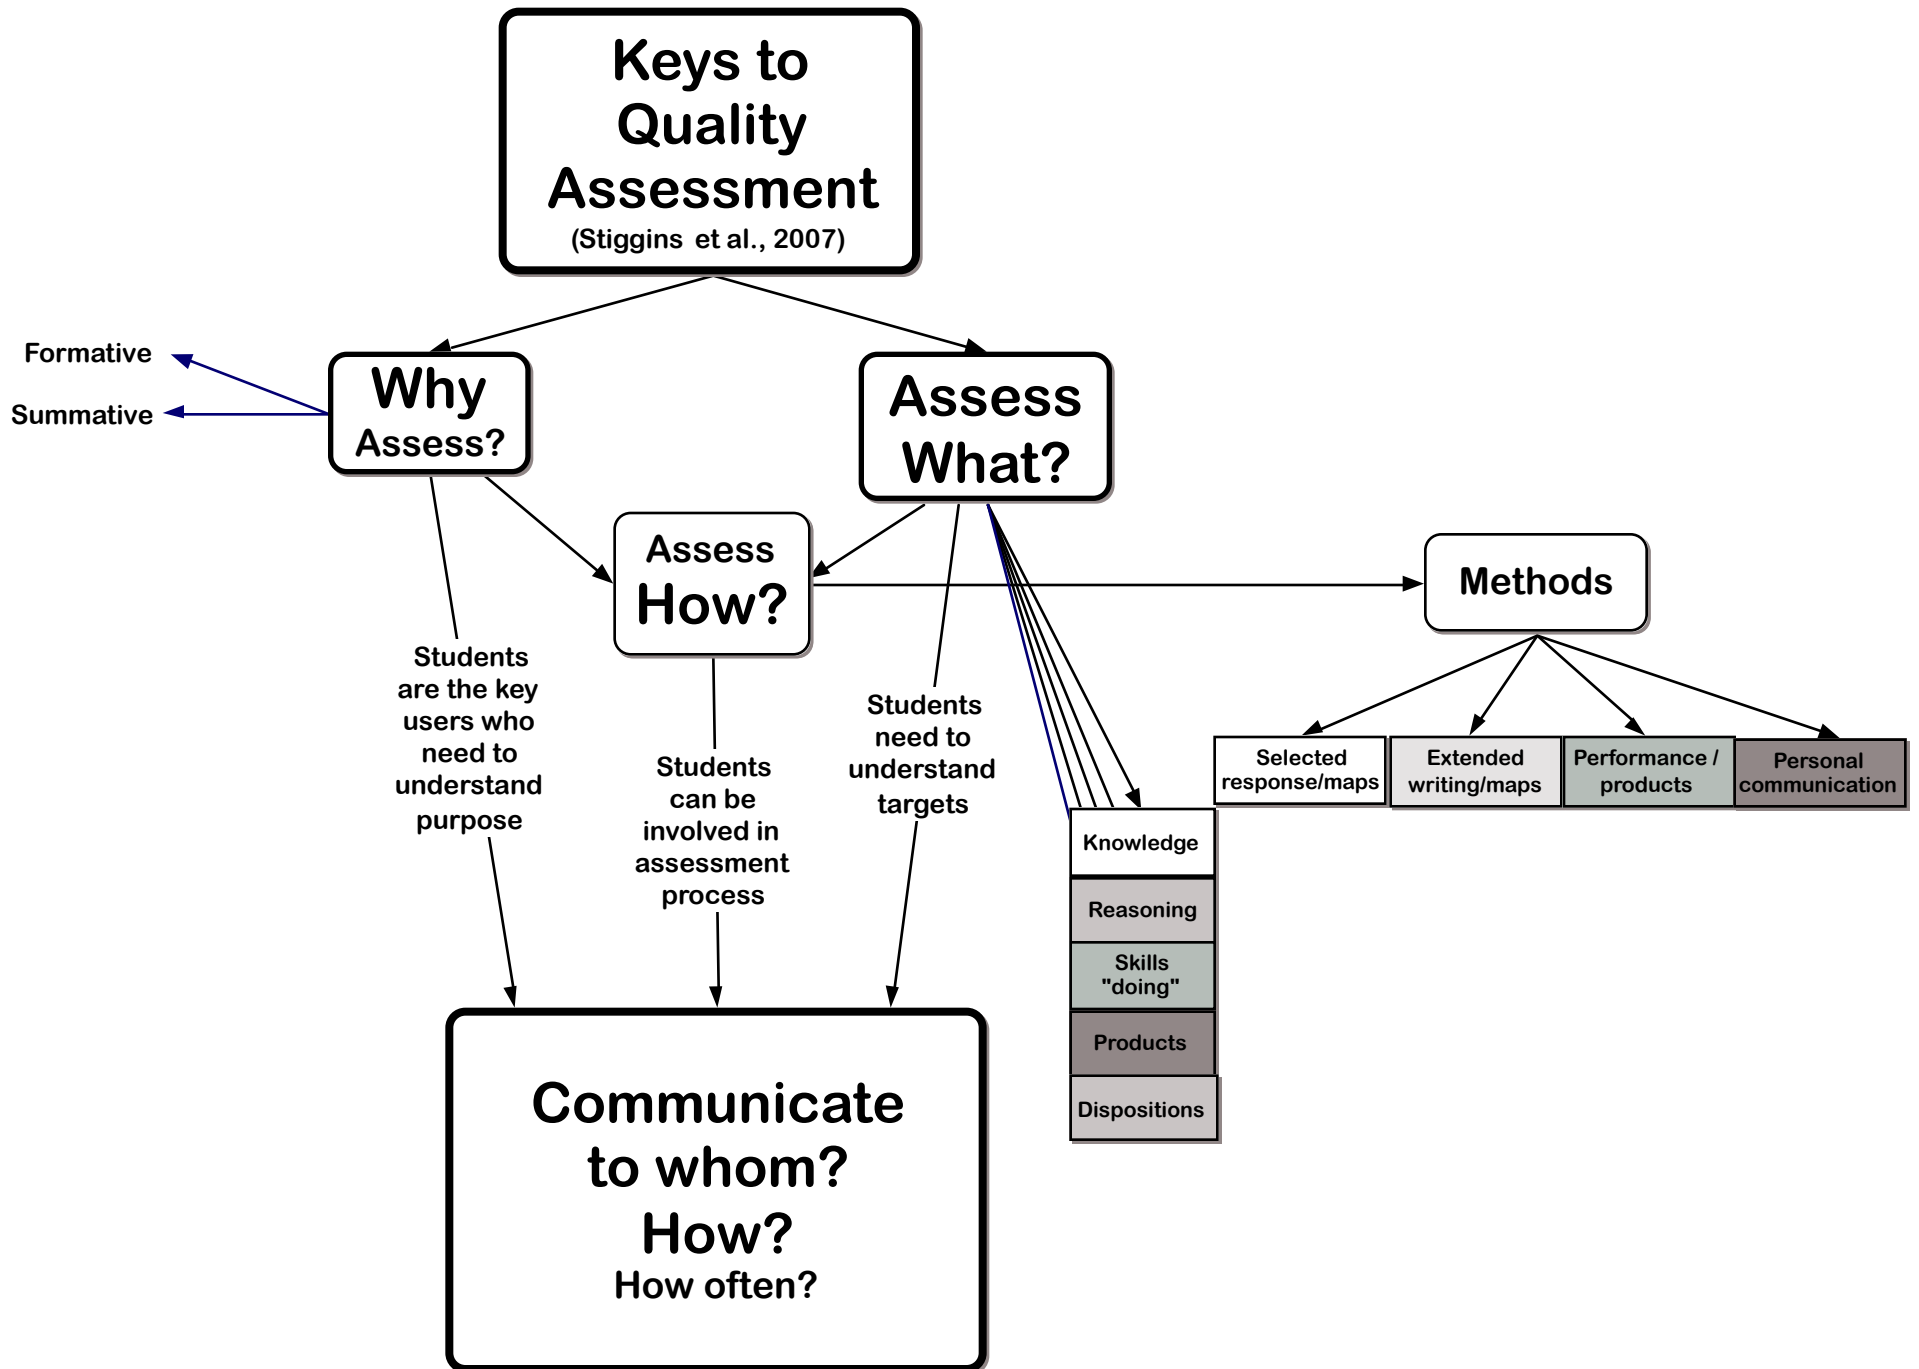 Keys to
Quality
Assessment
(Stiggins et al., 2007)
Formative
Summative
Why
Assess?
Assess
What?
Assess
How?
Methods
Students
are the key
users who
need to
understand
purpose
Students
can be
involved in
assessment
process
Students
need to
understand
targets
Selected
response/maps
Extended
writing/maps
Performance /
products
Personal
communication
Knowledge
Reasoning
Skills
"doing"
Products
Dispositions
Communicate
to whom?
How?
How often?